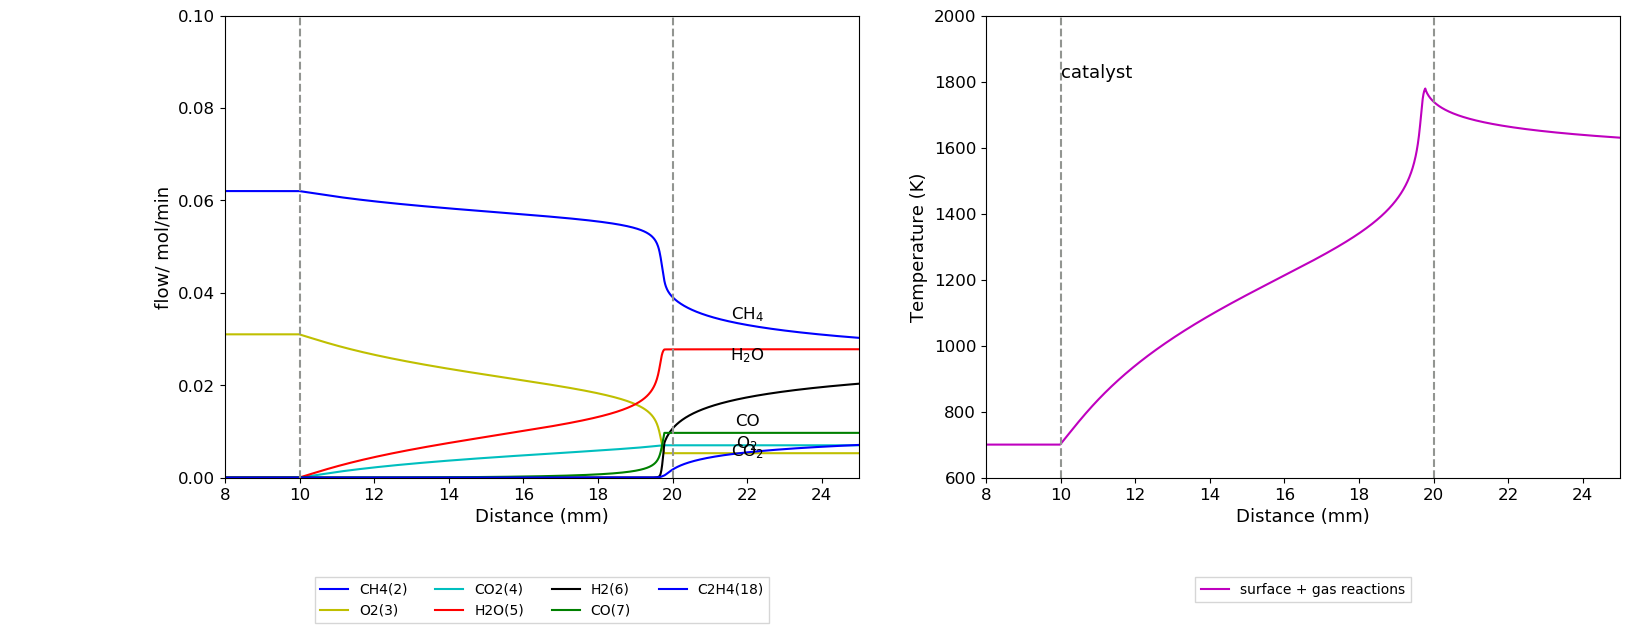 0.10
0.08
0.06
0.04
0.02
0.00
flow/ mol/min
CH₄
H₂O
CO
O₂
CO₂
8 10 12 14 16 18 20 22 24
Distance (mm)
CH4(2) CO2(4) H2(6) C2H4(18)
O2(3) H2O(5) CO(7)
2000
1800
1600
1400
1200
1000
800
600
Temperature (K)
catalyst
8 10 12 14 16 18 20 22 24
Distance (mm)
surface + gas reactions